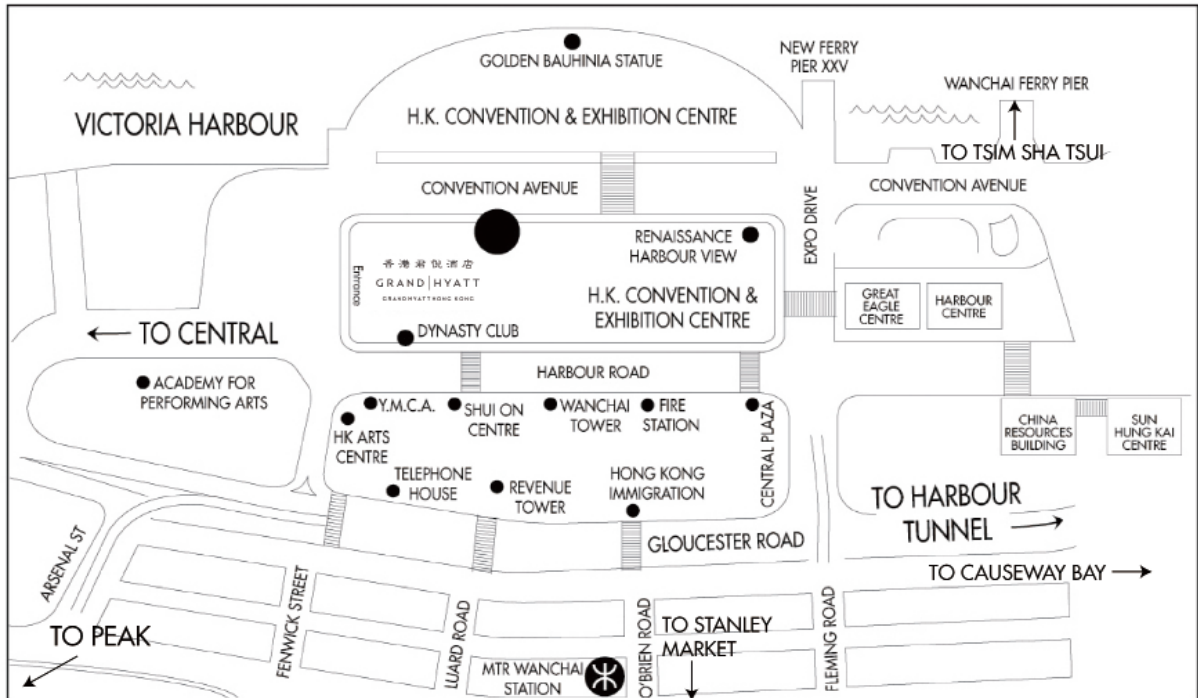 GOLDEN BAUHINIA STATUE
NEW FERRY
PIER XXV
WANCHAI FERRY PIER
VICTORIA HARBOUR
H.K. CONVENTION & EXHIBITION CENTRE
TO TSIM SHA TSUI
CONVENTION AVENUE
CONVENTION AVENUE
EXPO DRIVE
RENAISSANCE
HARBOUR VIEW
Entrance
香港君悅酒店
GRAND | HYATT
GRAND HYATT HONG KONG
H.K. CONVENTION &
EXHIBITION CENTRE
GREAT
EAGLE
CENTRE
HARBOUR
CENTRE
TO CENTRAL
DYNASTY CLUB
HARBOUR ROAD
ACADEMY FOR
PERFORMING ARTS
Y.M.C.A.
HK ARTS
CENTRE
SHUI ON
CENTRE
WANCHAI
TOWER
FIRE
STATION
CENTRAL PLAZA
CHINA
RESOURCES
BUILDING
SUN
HUNG KAI
CENTRE
TELEPHONE
HOUSE
REVENUE
TOWER
HONG KONG
IMMIGRATION
TO HARBOUR
TUNNEL
GLOUCESTER ROAD
TO CAUSEWAY BAY
ARSENAL ST
FENWICK STREET
LUARD ROAD
O'BRIEN ROAD
FLEMING ROAD
TO PEAK
MTR WANCHAI
STATION
TO STANLEY
MARKET